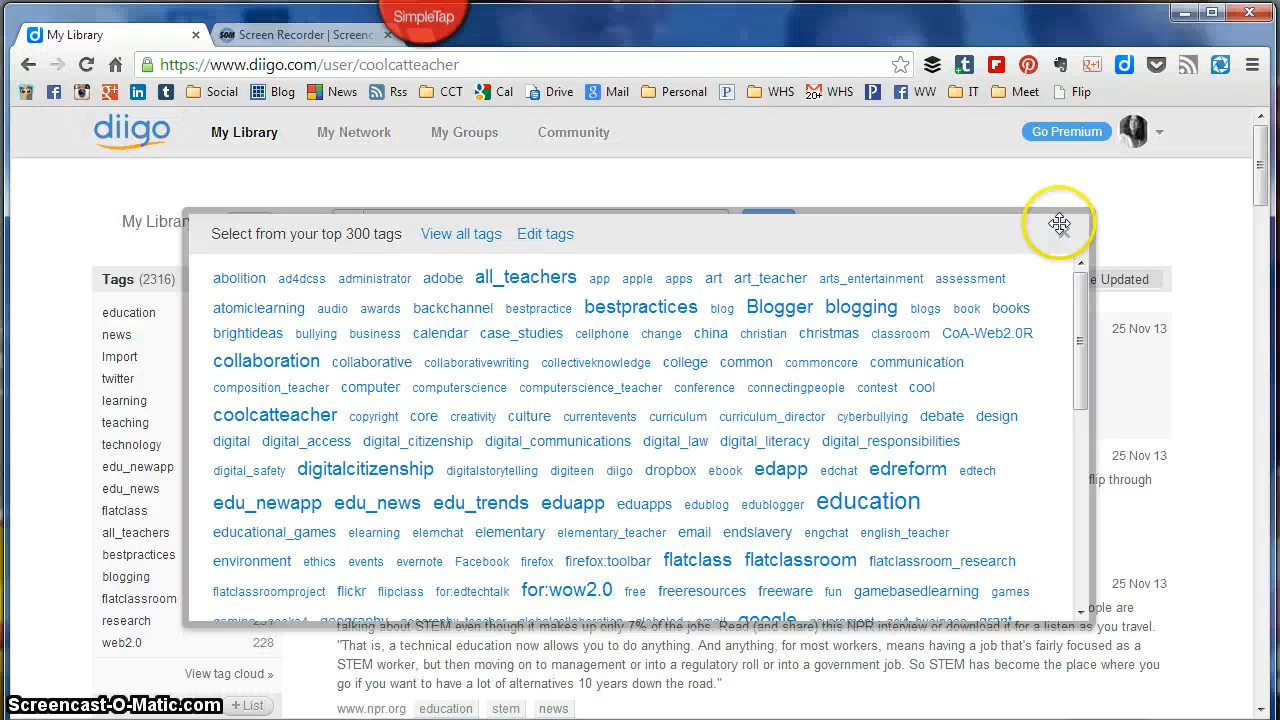 SimpleTap
My Library
Screen Recorder | Screenc
https://www.diigo.com/user/coolcatteacher
Social Blog News Rss CCT Cal Drive Mail Personal WHS 20+ WHS WW IT Meet Flip
diigo My Library My Network My Groups Community Go Premium
My Library
Select from your top 300 tags View all tags Edit tags
Tags (2316)
Updated
abolition ad4dcss administrator adobe all_teachers app apple apps art art_teacher arts_entertainment assessment
atomiclearning audio awards backchannel bestpractice bestpractices blog Blogger blogging blogs book books
brightideas bullying business calendar case_studies cellphone change china christian christmas classroom CoA-Web2.0R
collaboration collaborative collaborativewriting collectiveknowledge college common commoncore communication
composition_teacher computer computerscience computerscience_teacher conference connectingpeople contest cool
coolcatteacher copyright core creativity culture currentevents curriculum curriculum_director cyberbullying debate design
digital digital_access digital_citizenship digital_communications digital_law digital_literacy digital_responsibilities
digital_safety digitalcitizenship digitalstorytelling digiteen diigo dropbox ebook edapp edchat edreform edtech
edu_newapp edu_news edu_trends eduapp eduapps edublog edublogger education
educational_games elearning elemchat elementary elementary_teacher email endslavery engchat english_teacher
environment ethics events evernote Facebook firefox firefox:toolbar flatclass flatclassroom flatclassroom_research
flatclassroomproject flickr flipclass for:edtechtalk for:wow2.0 free freeresources freeware fun gamebasedlearning games
geography google
education
news
Import
twitter
learning
teaching
technology
edu_newapp
edu_news
flatclass
all_teachers
bestpractices
blogging
flatclassroom
research
web2.0 228
View tag cloud »
+ List
25 Nov 13
25 Nov 13
flip through
25 Nov 13
ople are
talking about STEM even though it makes up only 7% of the jobs. Read (and share) this NPR interview or download it for a listen as you travel.
"That is, a technical education now allows you to do anything. And anything, for most workers, means having a job that's fairly focused as a
STEM worker, but then moving on to management or into a regulatory roll or into a government job. So STEM has become the place where you
go if you want to have a lot of alternatives 10 years down the road."
www.npr.org education stem news
Screencast-O-Matic.com